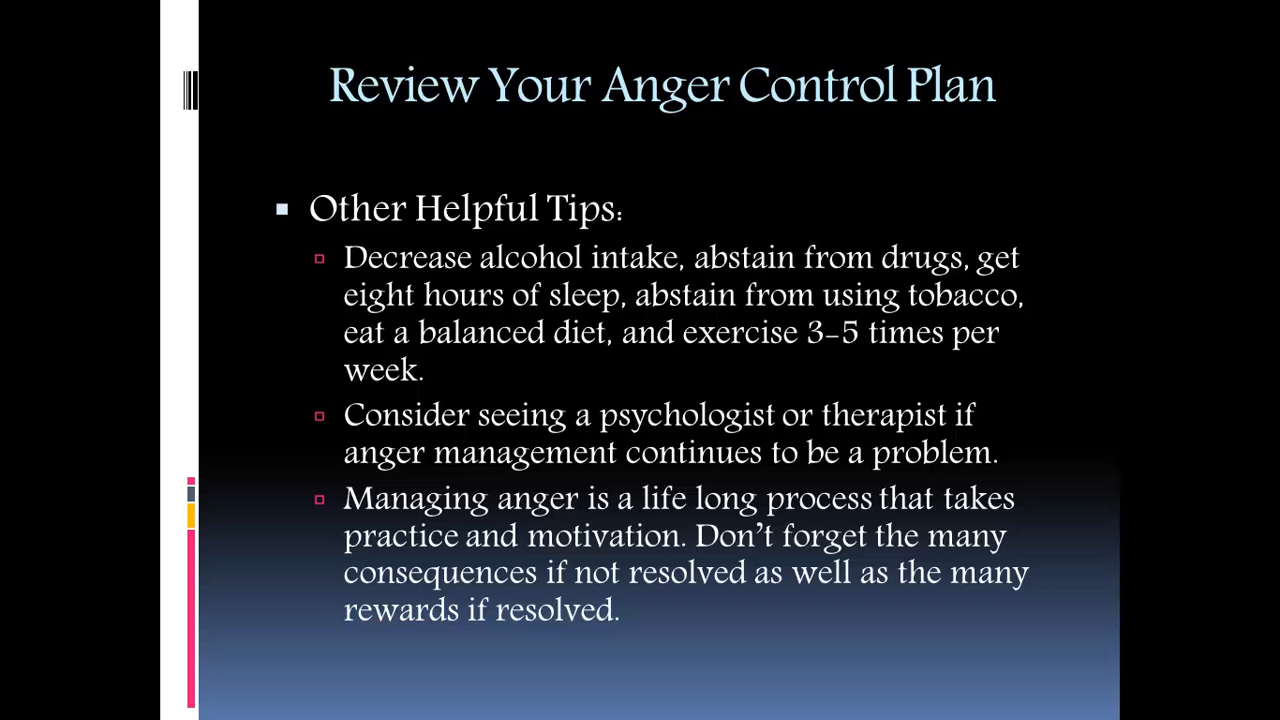 Review Your Anger Control Plan
Other Helpful Tips:
Decrease alcohol intake, abstain from drugs, get
eight hours of sleep, abstain from using tobacco,
eat a balanced diet, and exercise 3-5 times per
week.
Consider seeing a psychologist or therapist if
anger management continues to be a problem.
Managing anger is a life long process that takes
practice and motivation. Don't forget the many
consequences if not resolved as well as the many
rewards if resolved.